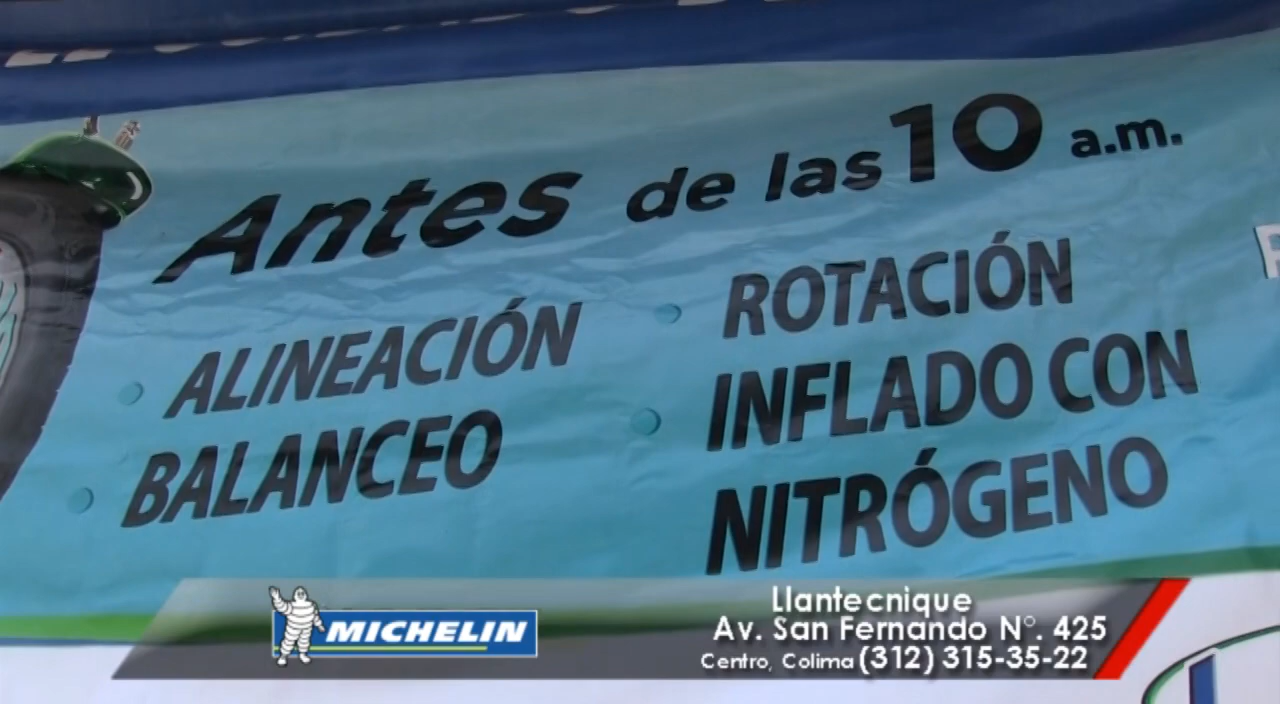 Antes de las 10 a.m.
ALINEACIÓN
BALANCEO
ROTACIÓN
INFLADO CON
NITRÓGENO
MICHELIN
Llantecnique
Av. San Fernando N°. 425
Centro, Colima (312) 315-35-22